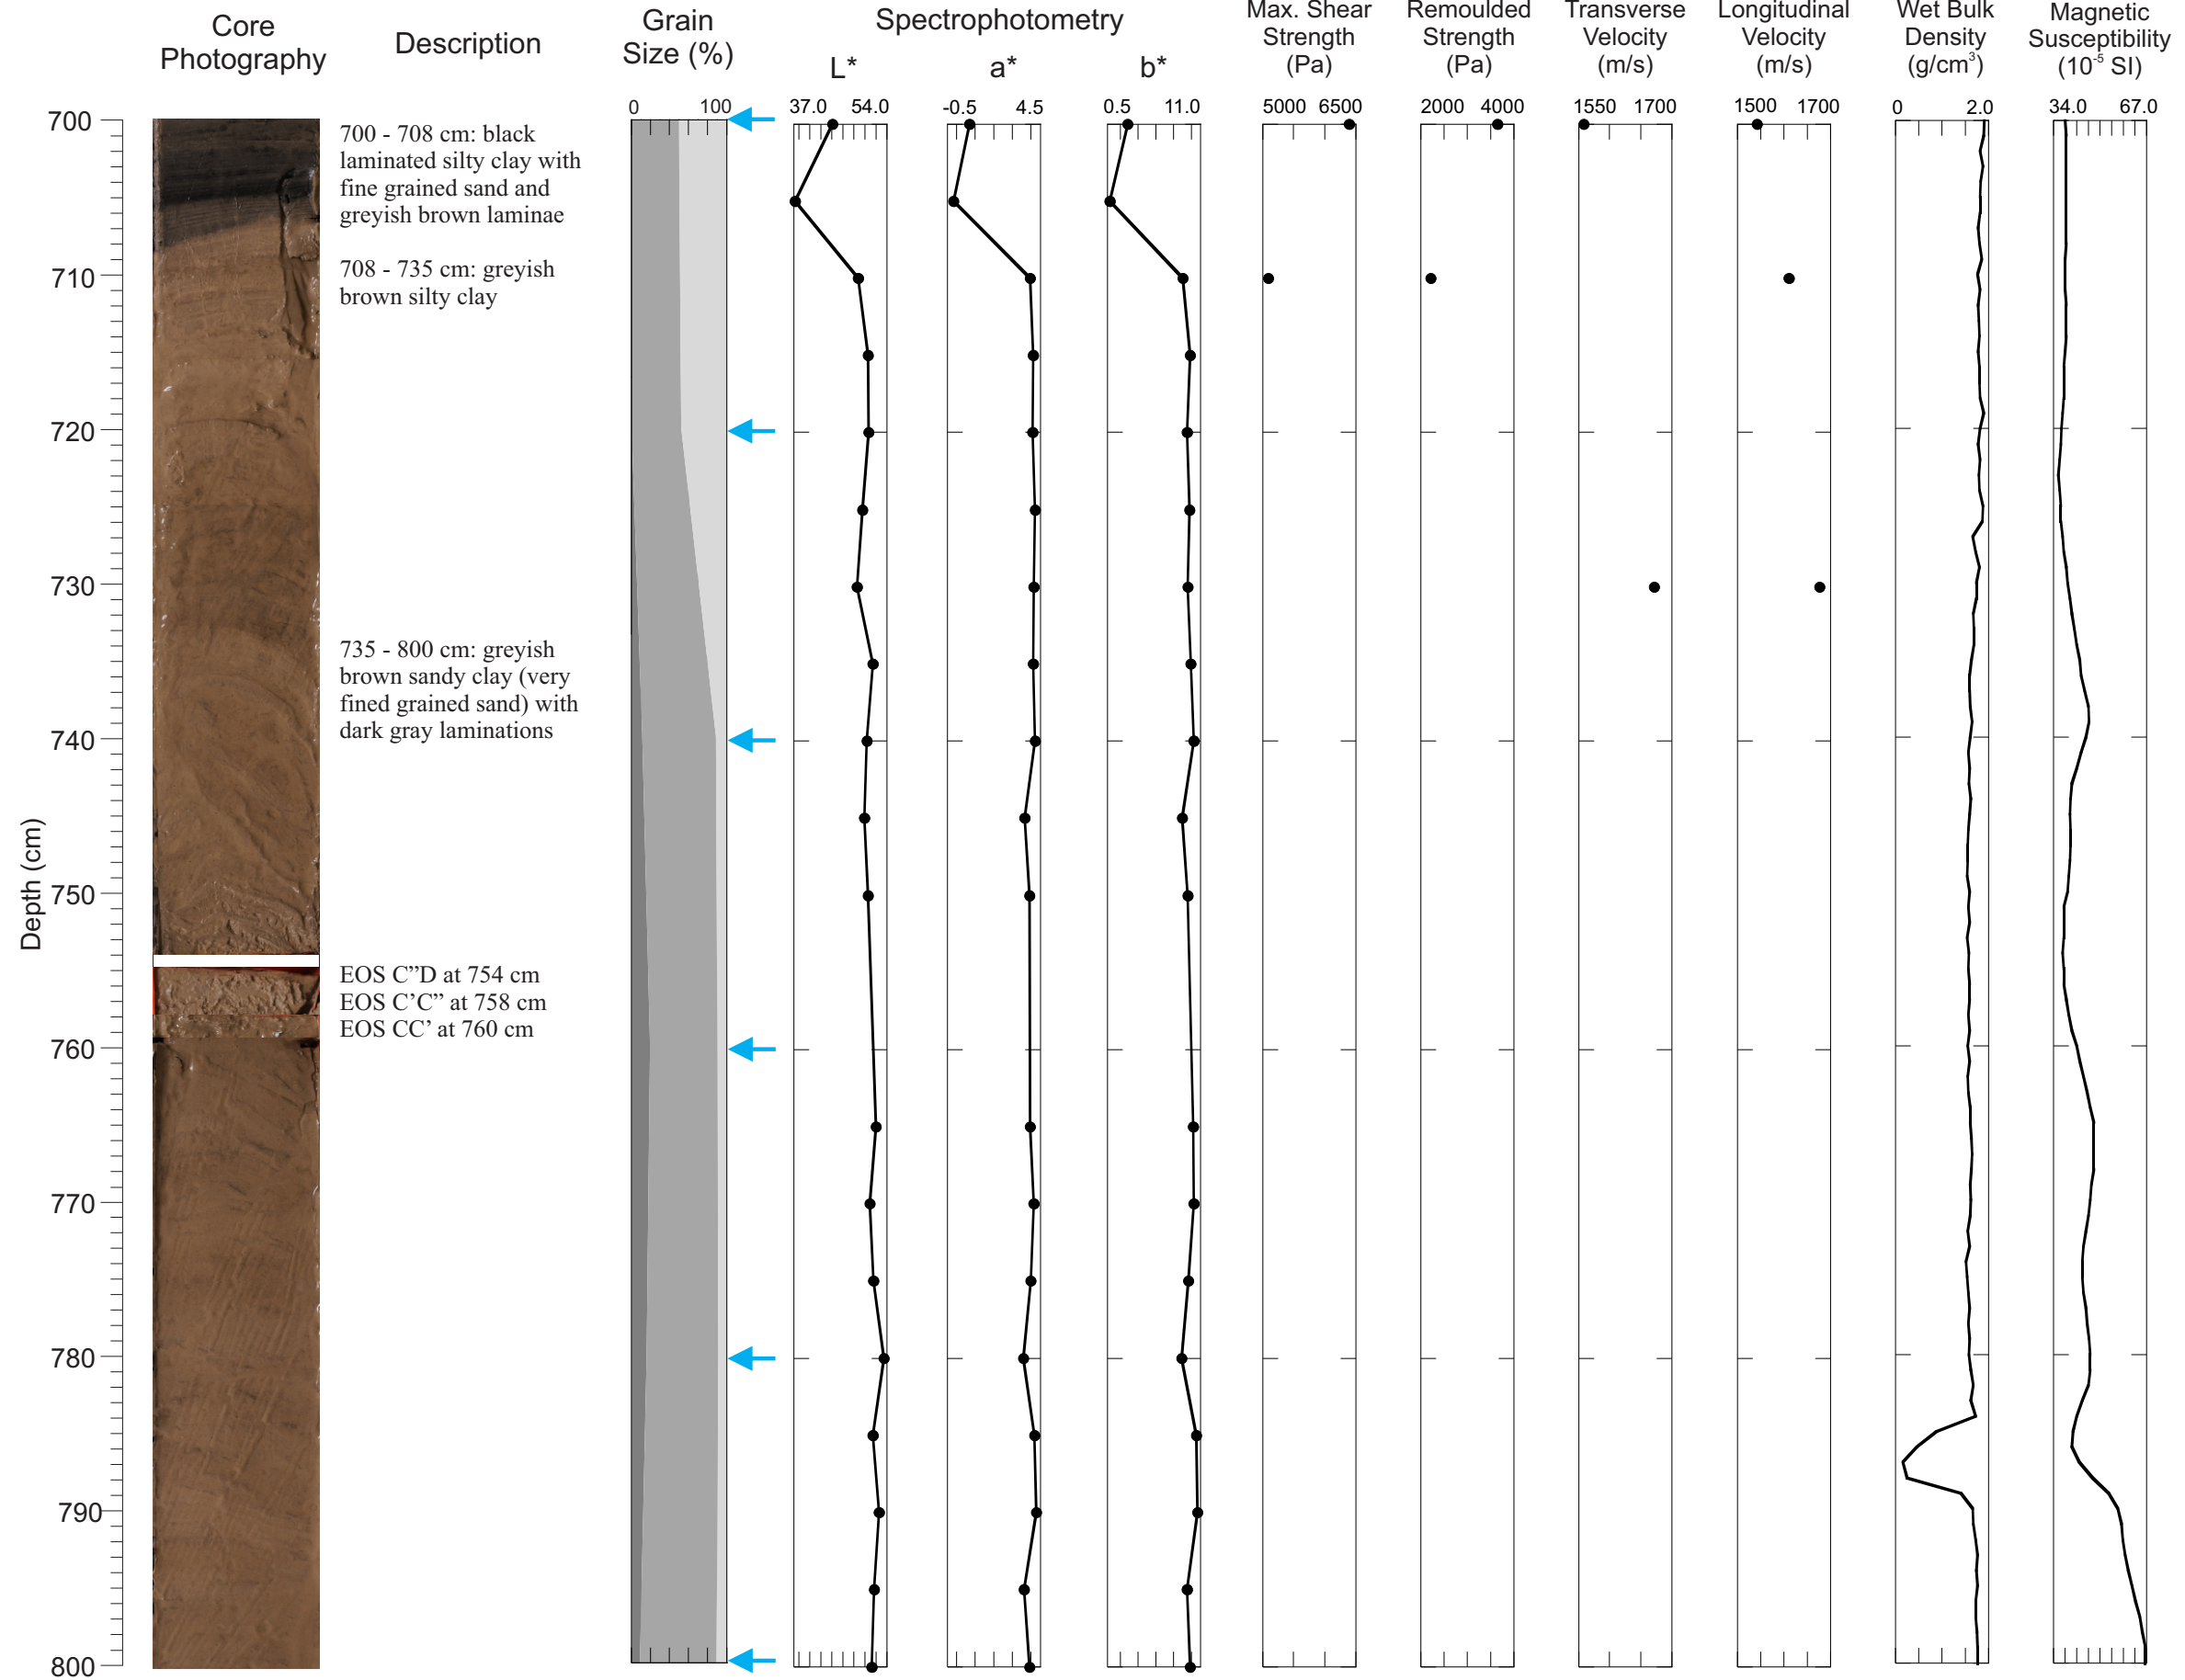 Core
Photography
Description
Grain
Size (%)
Spectrophotometry
L*
a*
b*
Max. Shear
Strength
(Pa)
Remoulded
Strength
(Pa)
Transverse
Velocity
(m/s)
Longitudinal
Velocity
(m/s)
Wet Bulk
Density
(g/cm³)
Magnetic
Susceptibility
(10⁻⁵ SI)
0 100
37.0 54.0
-0.5 4.5
0.5 11.0
5000 6500
2000 4000
1550 1700
1500 1700
0 2.0
34.0 67.0
Depth (cm)
700
710
720
730
740
750
760
770
780
790
800
700 - 708 cm: black
laminated silty clay with
fine grained sand and
greyish brown laminae
708 - 735 cm: greyish
brown silty clay
735 - 800 cm: greyish
brown sandy clay (very
fined grained sand) with
dark gray laminations
EOS C”D at 754 cm
EOS C’C” at 758 cm
EOS CC’ at 760 cm